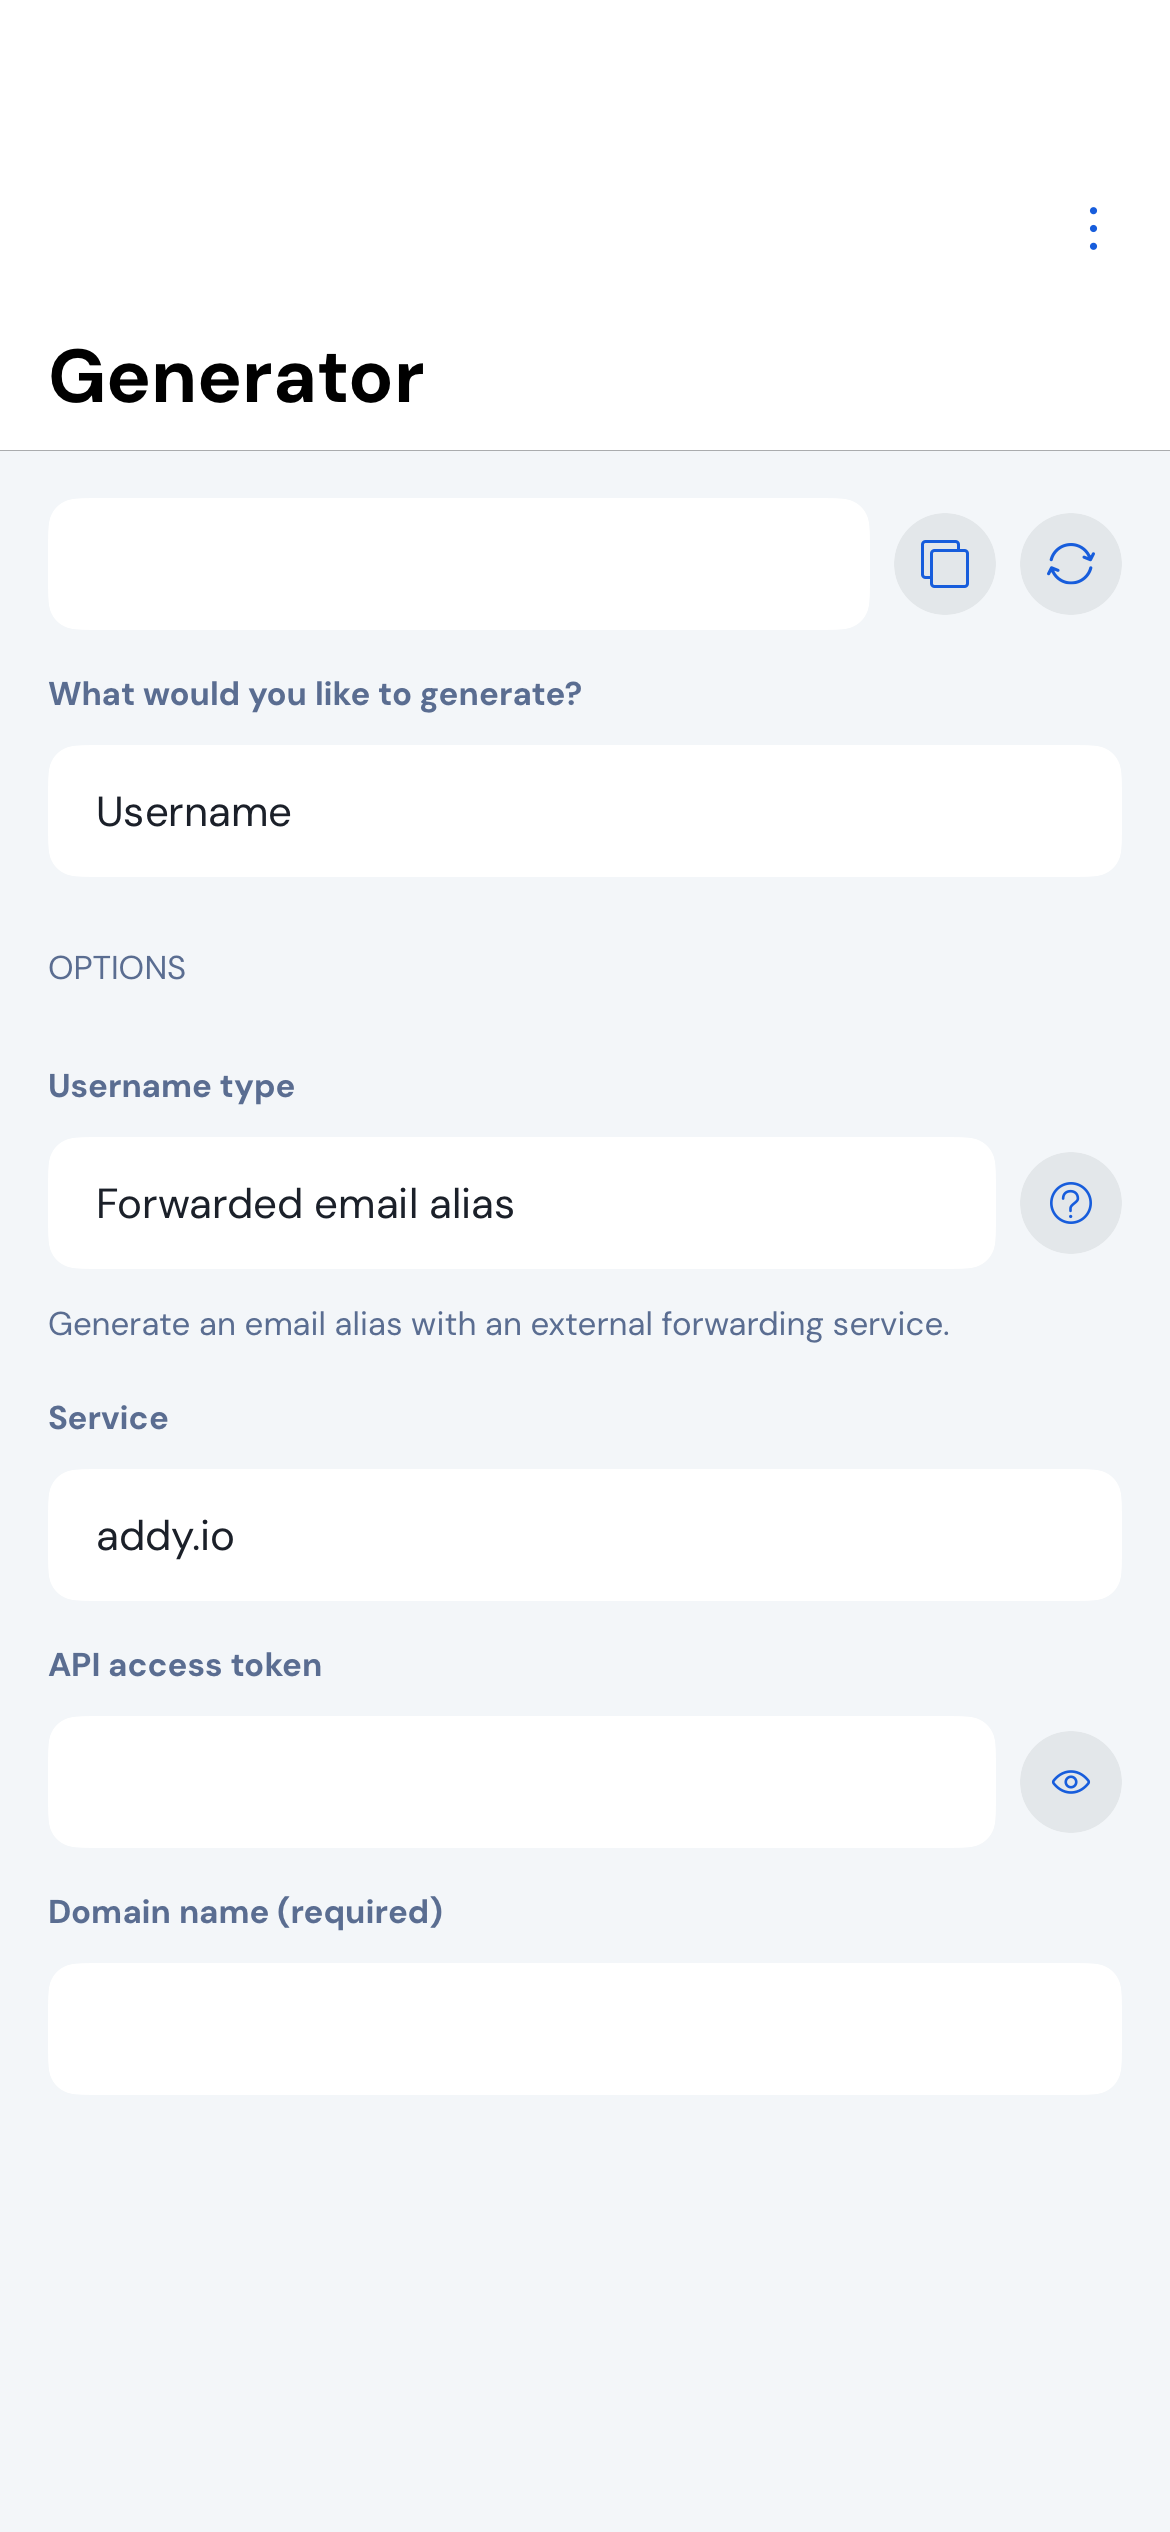 Generator
What would you like to generate?
Username
OPTIONS
Username type
Forwarded email alias
Generate an email alias with an external forwarding service.
Service
addy.io
API access token
Domain name (required)